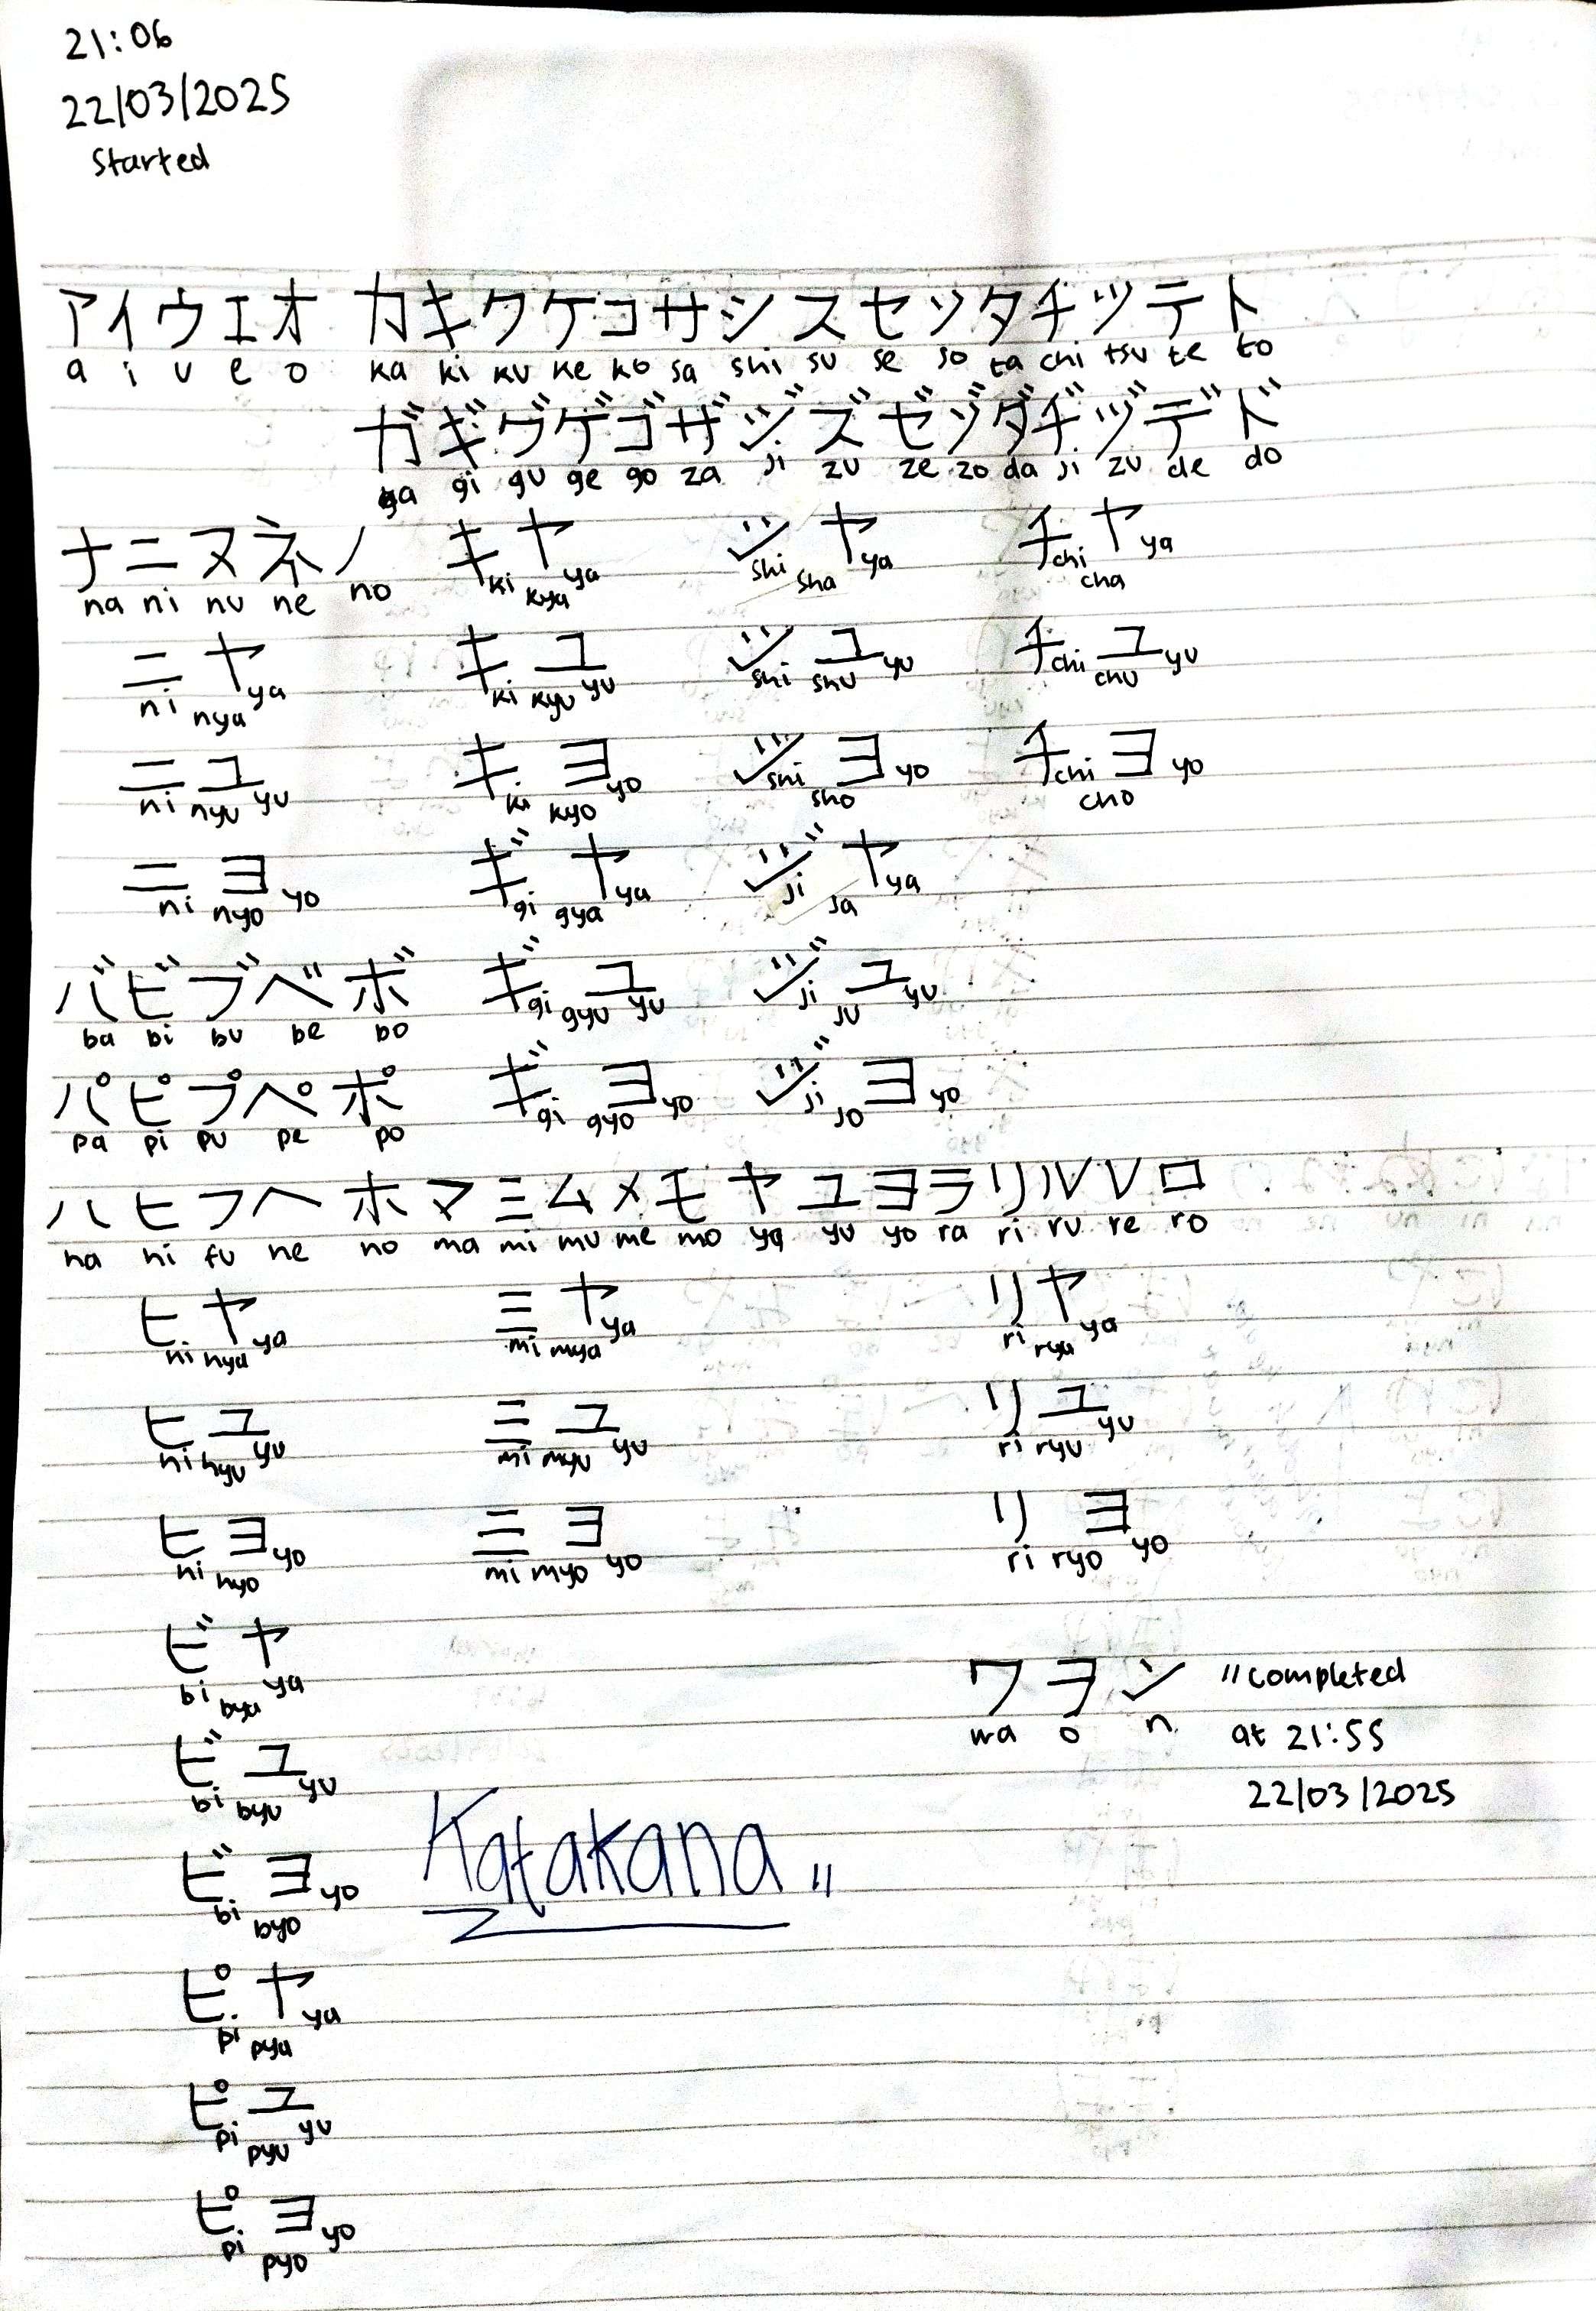 21:06
22/03/2025
Started
アイウエオ カキクケコサシスセソタチツテト
a i u e o ka ki ku ke ko sa shi su se so ta chi tsu te to
ガギグゲゴザジズゼゾダヂヅデド
ga gi gu ge go za ji zu ze zo da ji zu de do
ナニヌネノ キヤ シヤ チヤ
na ni nu ne no ki kya ya shi sha ya chi cha ya
ニヤ キユ シユ チユ
ni nya ya ki kyu yu shi shu yu chi chu yu
ニユ キヨ シヨ チヨ
ni nyu yu ki kyo yo shi sho yo chi cho yo
ニヨ ギヤ ジヤ
ni nyo yo gi gya ya ji ja ya
バビブベボ ギユ ジユ
ba bi bu be bo gi gyu yu ji ju yu
パピプペポ ギヨ ジヨ
pa pi pu pe po gi gyo yo ji jo yo
ハヒフヘホマミムメモヤユヨラリルレロ
ha hi fu he ho ma mi mu me mo ya yu yo ra ri ru re ro
ヒヤ ミヤ リヤ
hi hya ya mi mya ya ri rya ya
ヒユ ミユ リユ
hi hyu yu mi myu yu ri ryu yu
ヒヨ ミヨ リヨ
hi hyo yo mi myo yo ri ryo yo
ビヤ
bi bya ya
ワヲン "completed
wa o n at 21:55
22/03/2025
ビユ
bi byu yu
Katakana "
ビヨ
bi byo yo
ピヤ
pi pya ya
ピユ
pi pyu yu
ピヨ
pi pyo yo